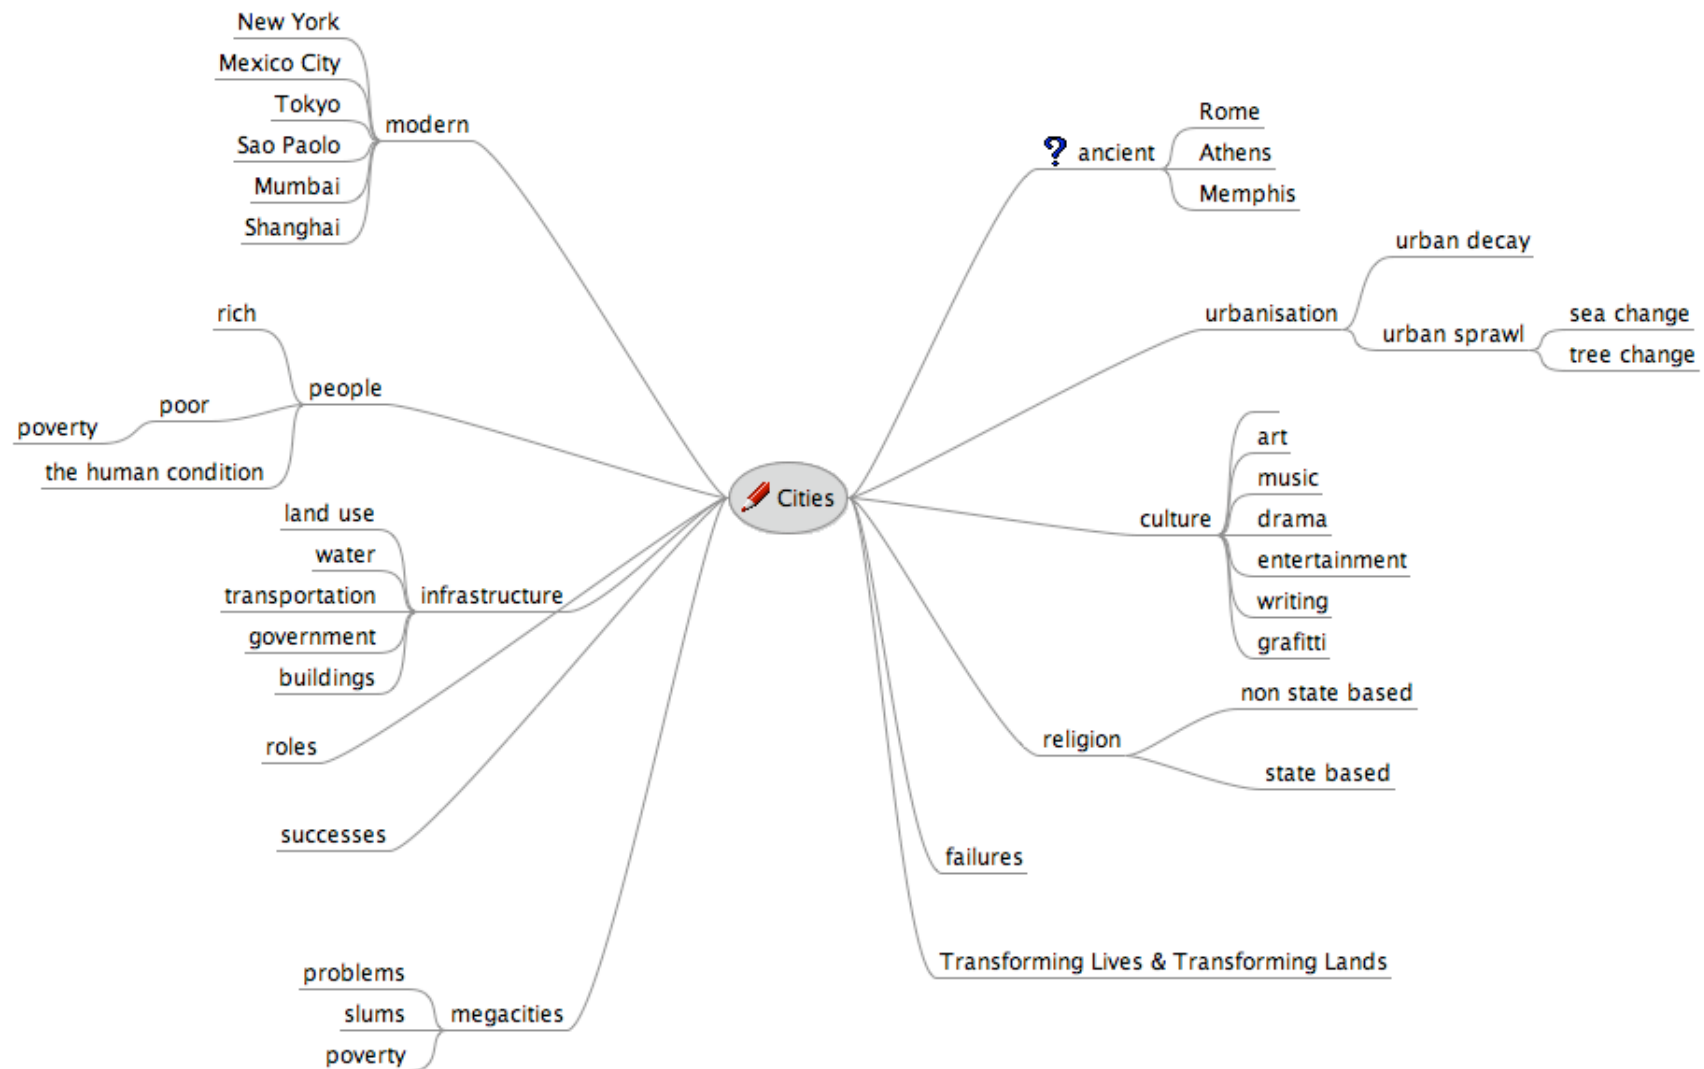 New York
Mexico City
Tokyo
Sao Paolo
Mumbai
Shanghai
modern
rich
poor
poverty
the human condition
people
land use
water
transportation
government
buildings
infrastructure
roles
successes
problems
slums
poverty
megacities
Cities
? ancient
Rome
Athens
Memphis
urbanisation
urban decay
urban sprawl
sea change
tree change
culture
art
music
drama
entertainment
writing
grafitti
religion
non state based
state based
failures
Transforming Lives & Transforming Lands